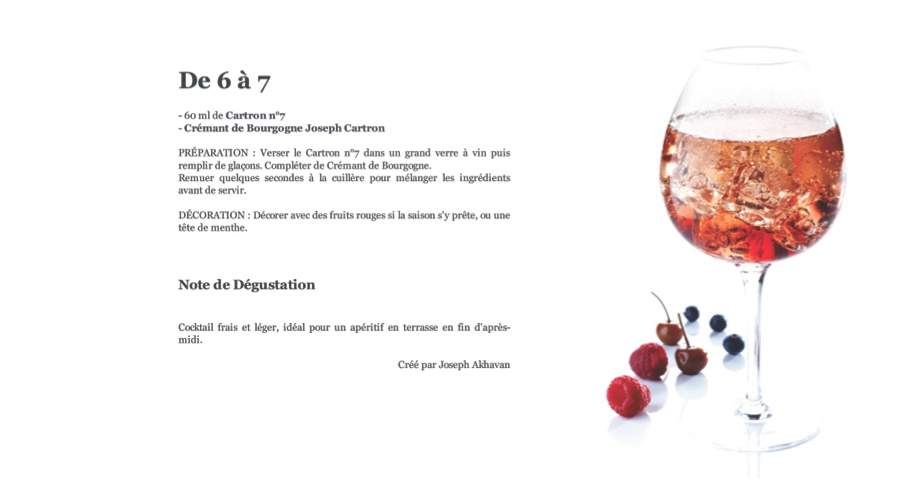 De 6 à 7
- 60 ml de Cartron n°7
- Crémant de Bourgogne Joseph Cartron
PRÉPARATION : Verser le Cartron n°7 dans un grand verre à vin puis
remplir de glaçons. Compléter de Crémant de Bourgogne.
Remuer quelques secondes à la cuillère pour mélanger les ingrédients
avant de servir.
DÉCORATION : Décorer avec des fruits rouges si la saison s'y prête, ou une
tête de menthe.
Note de Dégustation
Cocktail frais et léger, idéal pour un apéritif en terrasse en fin d'après-
midi.
Créé par Joseph Akhavan